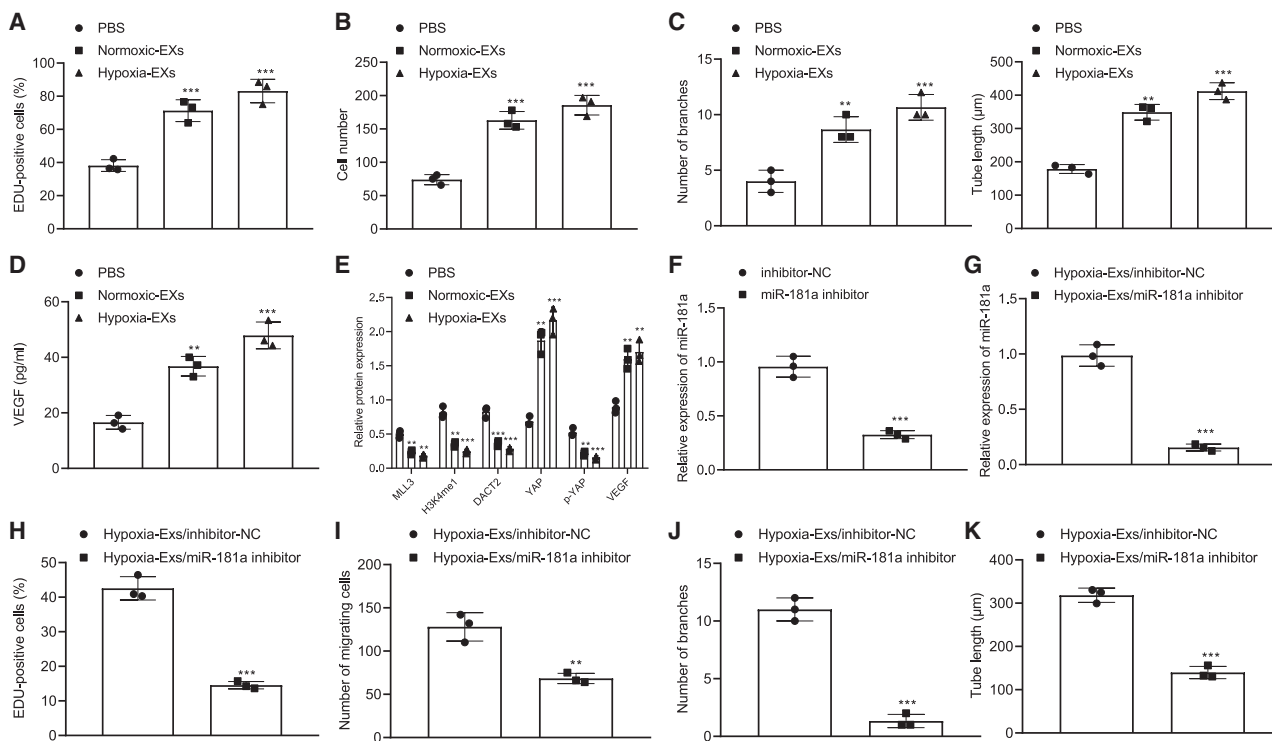 A
PBS
Normoxic-EXs
Hypoxia-EXs
EDU-positive cells (%)
100
80
60
40
20
0
***
***
B
PBS
Normoxic-EXs
Hypoxia-EXs
Cell number
250
200
150
100
50
0
***
***
C
PBS
Normoxic-EXs
Hypoxia-EXs
Number of branches
15
10
5
0
**
***
PBS
Normoxic-EXs
Hypoxia-EXs
Tube length (μm)
500
400
300
200
100
0
**
***
D
PBS
Normoxic-EXs
Hypoxia-EXs
VEGF (pg/ml)
60
40
20
0
**
***
E
PBS
Normoxic-EXs
Hypoxia-EXs
Relative protein expression
2.5
2.0
1.5
1.0
0.5
0.0
** **
** ***
*** ***
** ***
** ***
** **
MLL3
H3K4me1
DACT2
YAP
p-YAP
VEGF
F
inhibitor-NC
miR-181a inhibitor
Relative expression of miR-181a
1.5
1.0
0.5
0.0
***
G
Hypoxia-Exs/inhibitor-NC
Hypoxia-Exs/miR-181a inhibitor
Relative expression of miR-181a
1.5
1.0
0.5
0.0
***
H
Hypoxia-Exs/inhibitor-NC
Hypoxia-Exs/miR-181a inhibitor
EDU-positive cells (%)
50
40
30
20
10
0
***
I
Hypoxia-Exs/inhibitor-NC
Hypoxia-Exs/miR-181a inhibitor
Number of migrating cells
200
150
100
50
0
**
J
Hypoxia-Exs/inhibitor-NC
Hypoxia-Exs/miR-181a inhibitor
Number of branches
15
10
5
0
***
K
Hypoxia-Exs/inhibitor-NC
Hypoxia-Exs/miR-181a inhibitor
Tube length (μm)
400
300
200
100
0
***